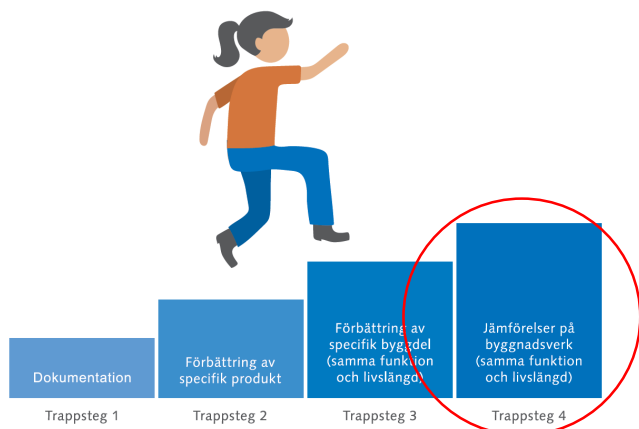 Dokumentation
Förbättring av
specifik produkt
Förbättring av
specifik byggdel
(samma funktion
och livslängd)
Jämförelser på
byggnadsverk
(samma funktion
och livslängd)
Trappsteg 1
Trappsteg 2
Trappsteg 3
Trappsteg 4